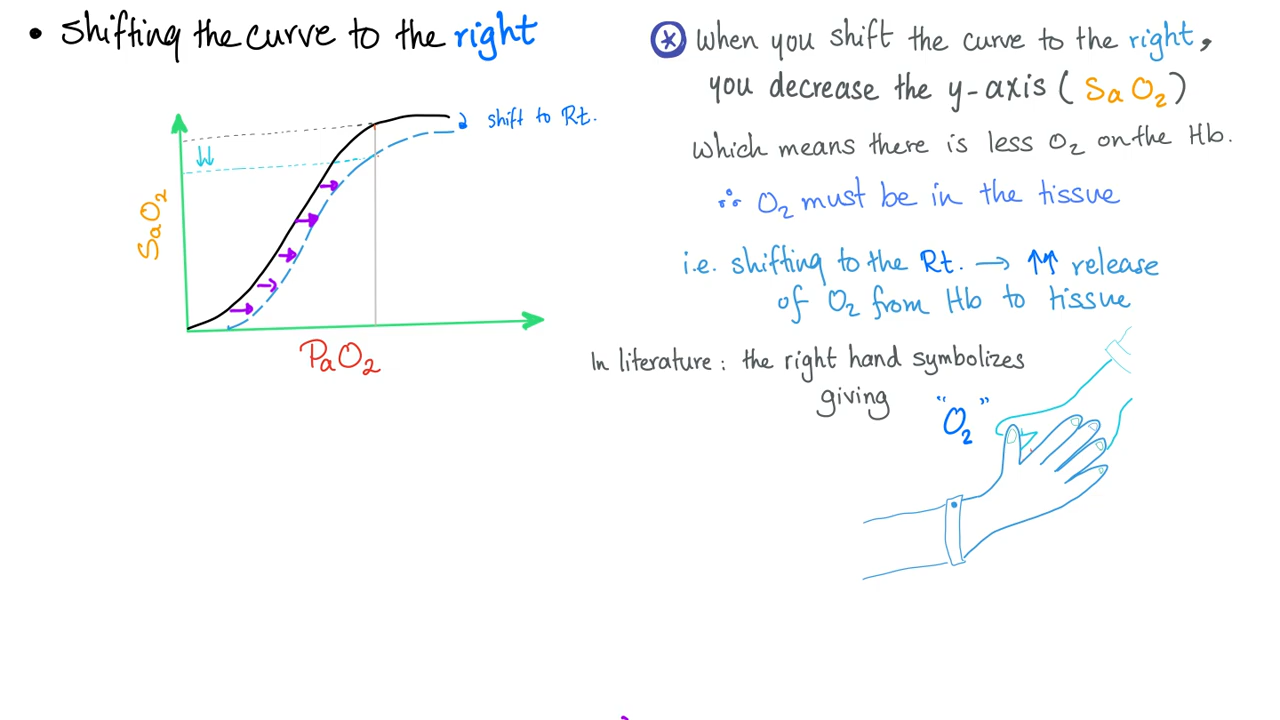 • Shifting the curve to the right
shift to Rt.
SaO2
PaO2
* When you shift the curve to the right,
you decrease the y-axis (SaO2)
which means there is less O2 on the Hb.
∴ O2 must be in the tissue
i.e. shifting to the Rt. → ↑↑ release
of O2 from Hb to tissue
In literature: the right hand symbolizes
giving
"O2"